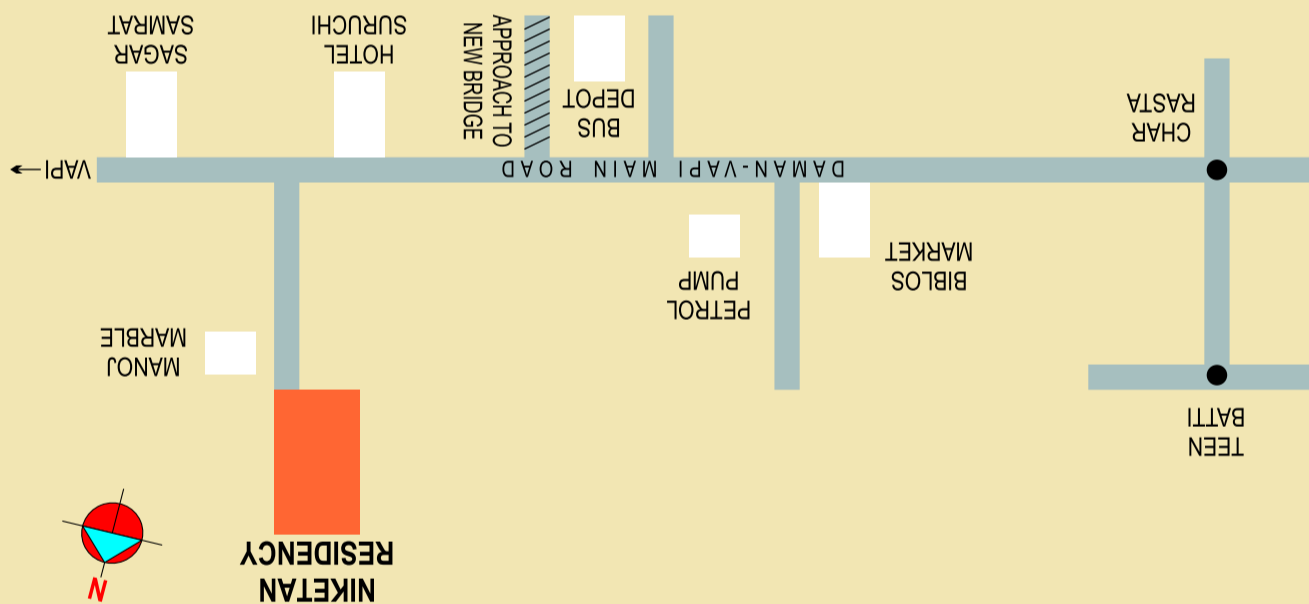 N
NIKETAN
RESIDENCY
TEEN
BATTI
MANOJ
MARBLE
PETROL
PUMP
BIBLOS
MARKET
DAMAN-VAPI MAIN ROAD
VAPI
CHAR
RASTA
BUS
DEPOT
APPROACH TO
NEW BRIDGE
HOTEL
SURUCHI
SAGAR
SAMRAT